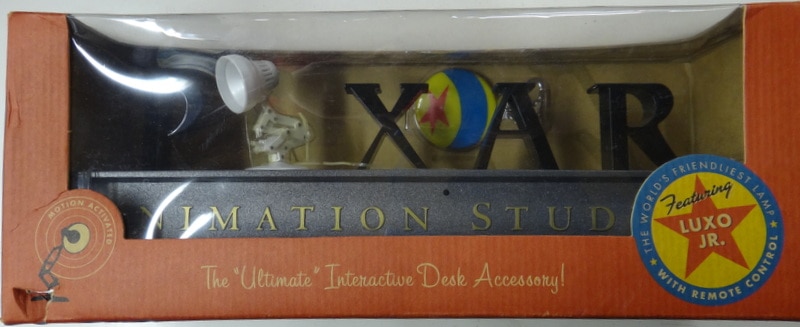 XAR
NIMATION STUD
MOTION ACTIVATED
THE WORLD'S FRIENDLIEST LAMP
Featuring
LUXO
JR.
WITH REMOTE CONTROL
The "Ultimate" Interactive Desk Accessory!